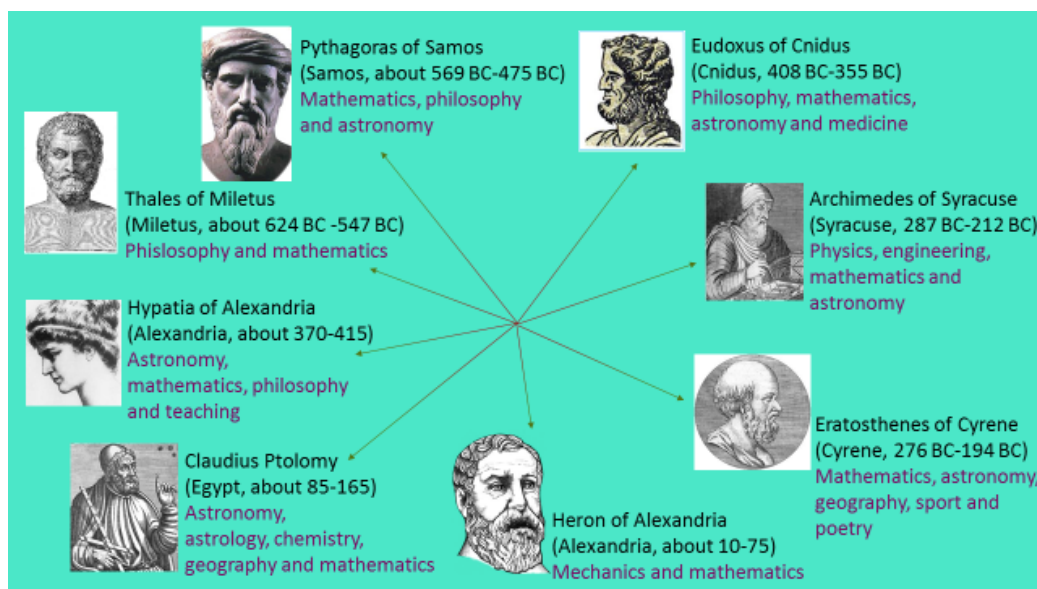 Pythagoras of Samos
(Samos, about 569 BC-475 BC)
Mathematics, philosophy
and astronomy
Eudoxus of Cnidus
(Cnidus, 408 BC-355 BC)
Philosophy, mathematics,
astronomy and medicine
Thales of Miletus
(Miletus, about 624 BC -547 BC)
Phislosophy and mathematics
Archimedes of Syracuse
(Syracuse, 287 BC-212 BC)
Physics, engineering,
mathematics and
astronomy
Hypatia of Alexandria
(Alexandria, about 370-415)
Astronomy,
mathematics, philosophy
and teaching
Eratosthenes of Cyrene
(Cyrene, 276 BC-194 BC)
Mathematics, astronomy,
geography, sport and
poetry
Claudius Ptolomy
(Egypt, about 85-165)
Astronomy,
astrology, chemistry,
geography and mathematics
Heron of Alexandria
(Alexandria, about 10-75)
Mechanics and mathematics